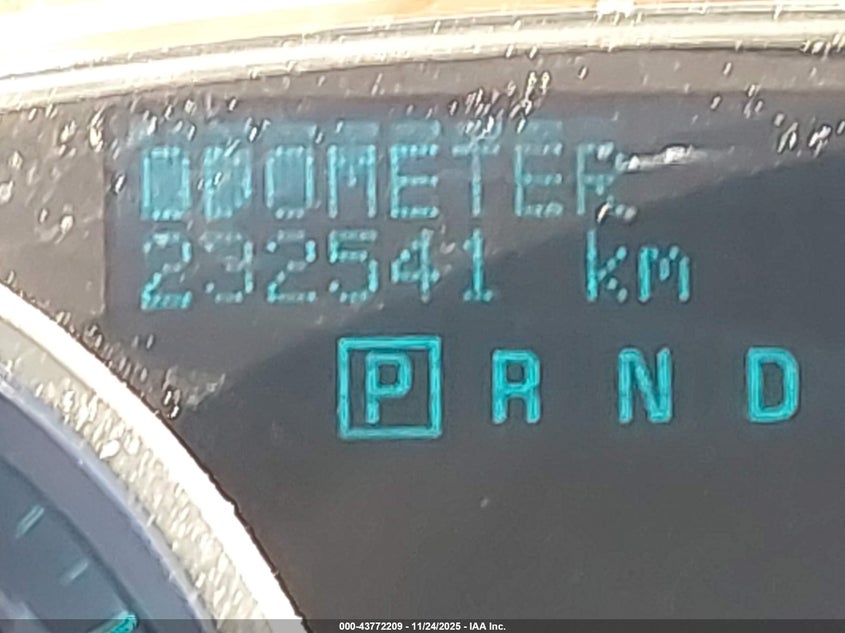 ODOMETER
232541 km
P R N D
000-43772209 - 11/24/2025 - IAA Inc.